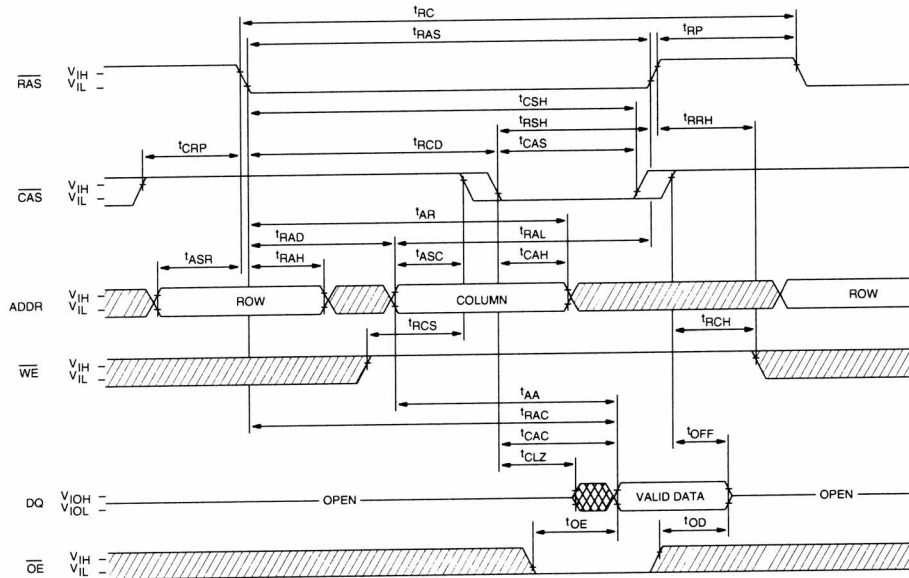 tRC
tRAS
tRP
RAS
VIH
VIL
tCSH
tRSH
tRRH
tCRP
tRCD
tCAS
CAS
VIH
VIL
tAR
tRAD
tRAL
tASR
tRAH
tASC
tCAH
ADDR
VIH
VIL
ROW
COLUMN
ROW
tRCS
tRCH
WE
VIH
VIL
tAA
tRAC
tCAC
tOFF
tCLZ
DQ
VIOH
VIOL
OPEN
VALID DATA
OPEN
tOE
tOD
OE
VIH
VIL